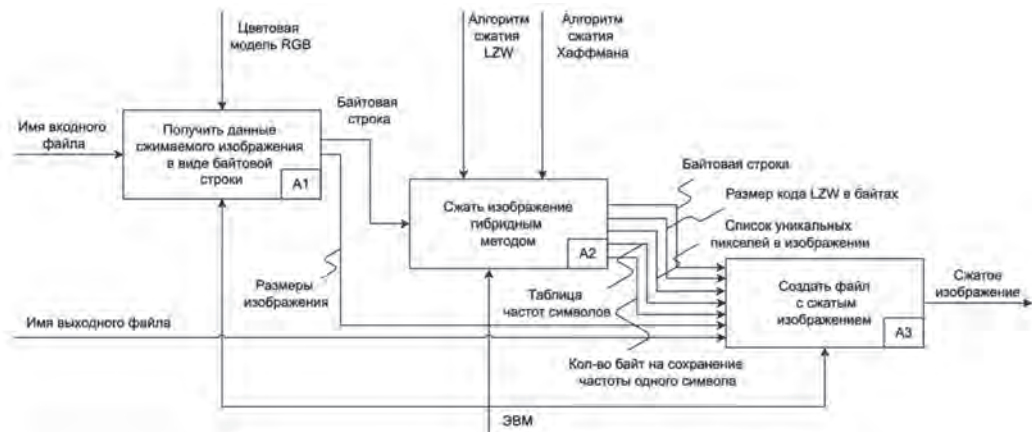 Цветовая
модель RGB
Алгоритм
сжатия
LZW
Алгоритм
сжатия
Хаффмана
Имя входного
файла
Получить данные
сжимаемого изображения
в виде байтовой
строки
A1
Байтовая
строка
Сжать изображение
гибридным
методом
A2
Байтовая строка
Размер кода LZW в байтах
Список уникальных
пикселей в изображении
Размеры
изображения
Таблица
частот символов
Создать файл
с сжатым
изображением
A3
Сжатое
изображение
Имя выходного файла
Кол-во байт на сохранение
частоты одного символа
ЭВМ